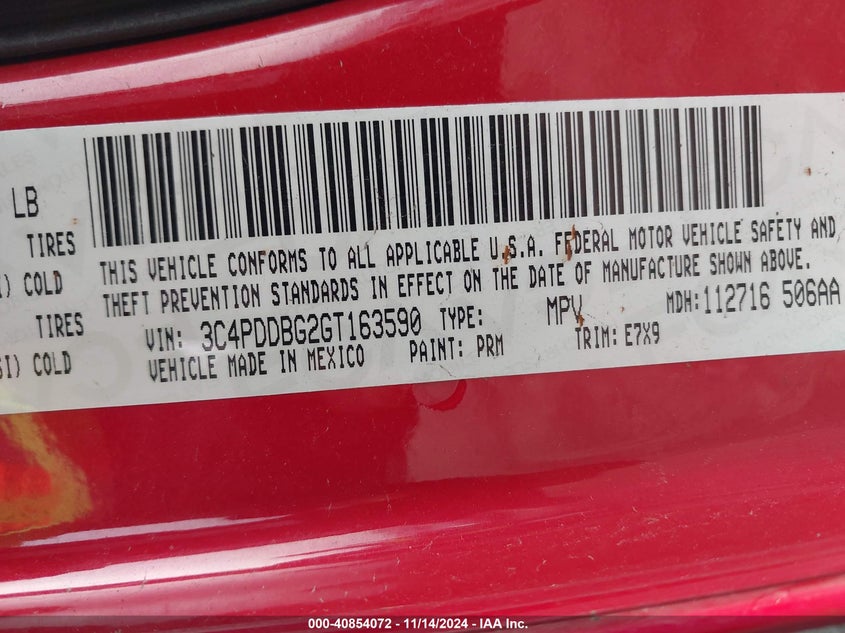 LB
TIRES
I) COLD
TIRES
SI) COLD
THIS VEHICLE CONFORMS TO ALL APPLICABLE U.S.A. FEDERAL MOTOR VEHICLE SAFETY AND
THEFT PREVENTION STANDARDS IN EFFECT ON THE DATE OF MANUFACTURE SHOWN ABOVE.
VIN: 3C4PDDBG2GT163590 TYPE: MPV MDH:112716 506AA
VEHICLE MADE IN MEXICO PAINT: PRM TRIM: E7X9
000-40854072 - 11/14/2024 - IAA Inc.